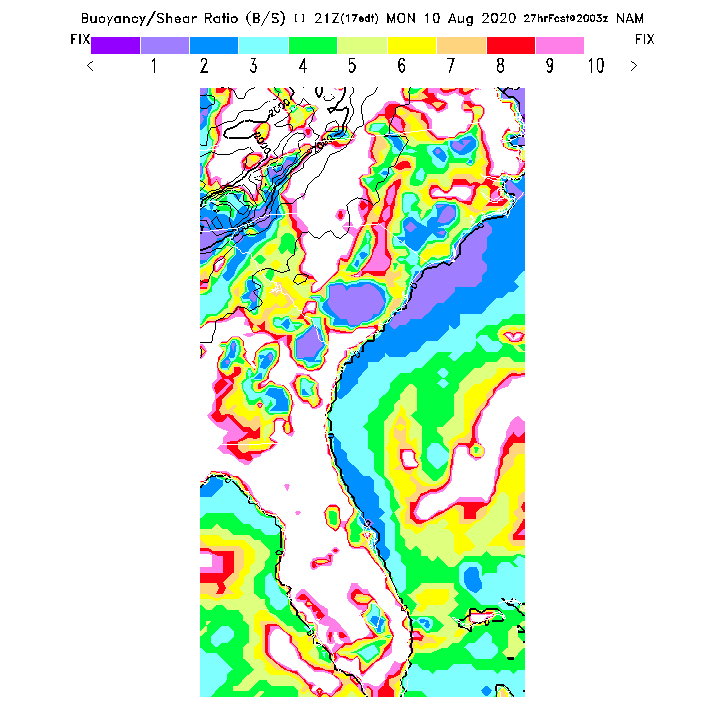 Buoyancy/Shear Ratio (B/S) [] 21Z(17edt) MON 10 Aug 2020 27hrFcst@2003z NAM
FIX FIX
< 1 2 3 4 5 6 7 8 9 10 >